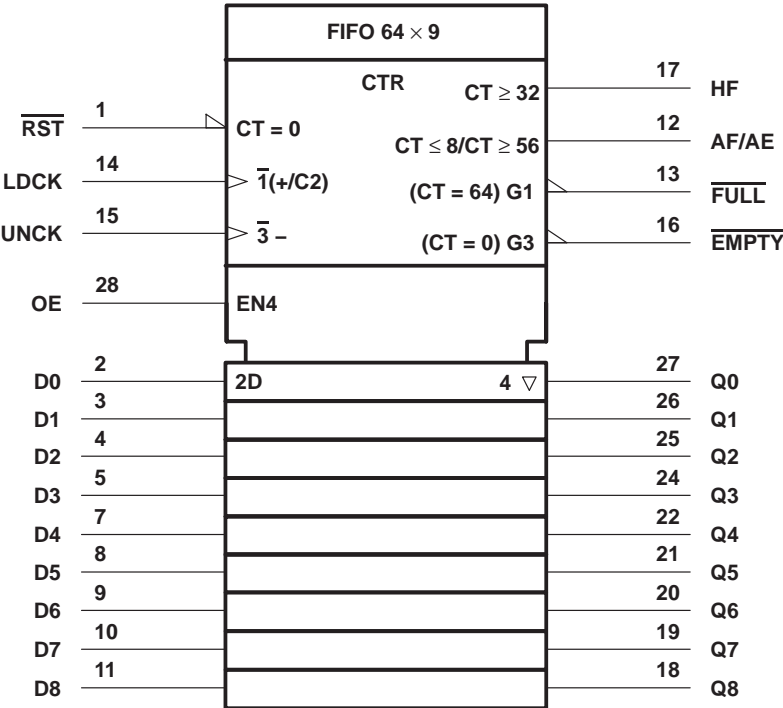 FIFO 64 × 9
CTR
RST 1 CT = 0 CT ≥ 32 17 HF
LDCK 14 1(+/C2) CT ≤ 8/CT ≥ 56 12 AF/AE
UNCK 15 3 – (CT = 64) G1 13 FULL
(CT = 0) G3 16 EMPTY
OE 28 EN4
D0 2 2D 4 ▽ 27 Q0
D1 3 26 Q1
D2 4 25 Q2
D3 5 24 Q3
D4 7 22 Q4
D5 8 21 Q5
D6 9 20 Q6
D7 10 19 Q7
D8 11 18 Q8